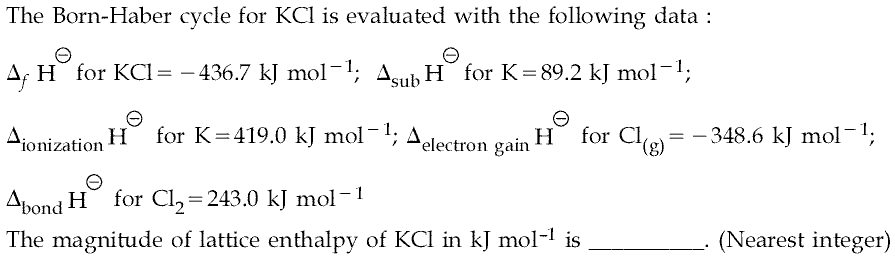 The Born-Haber cycle for KCl is evaluated with the following data :
Δf H⊖ for KCl = −436.7 kJ mol−1; Δsub H⊖ for K = 89.2 kJ mol−1;
Δionization H⊖ for K = 419.0 kJ mol−1; Δelectron gain H⊖ for Cl(g) = −348.6 kJ mol−1;
Δbond H⊖ for Cl2 = 243.0 kJ mol−1
The magnitude of lattice enthalpy of KCl in kJ mol-1 is __________. (Nearest integer)